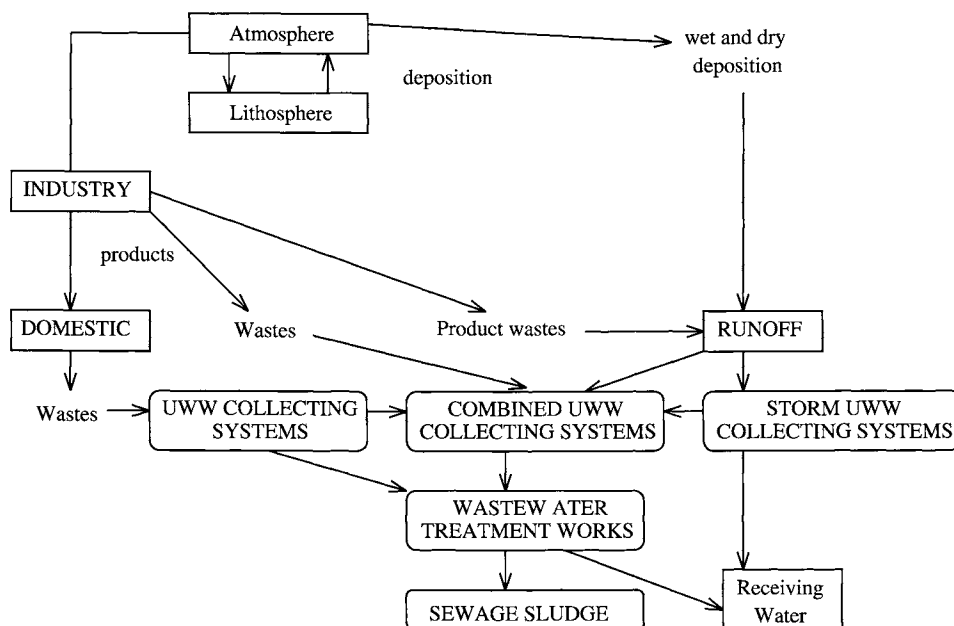 Atmosphere
wet and dry
deposition
deposition
Lithosphere
INDUSTRY
products
DOMESTIC
Wastes
Product wastes
RUNOFF
Wastes
UWW COLLECTING
SYSTEMS
COMBINED UWW
COLLECTING SYSTEMS
STORM UWW
COLLECTING SYSTEMS
WASTEW ATER
TREATMENT WORKS
SEWAGE SLUDGE
Receiving
Water